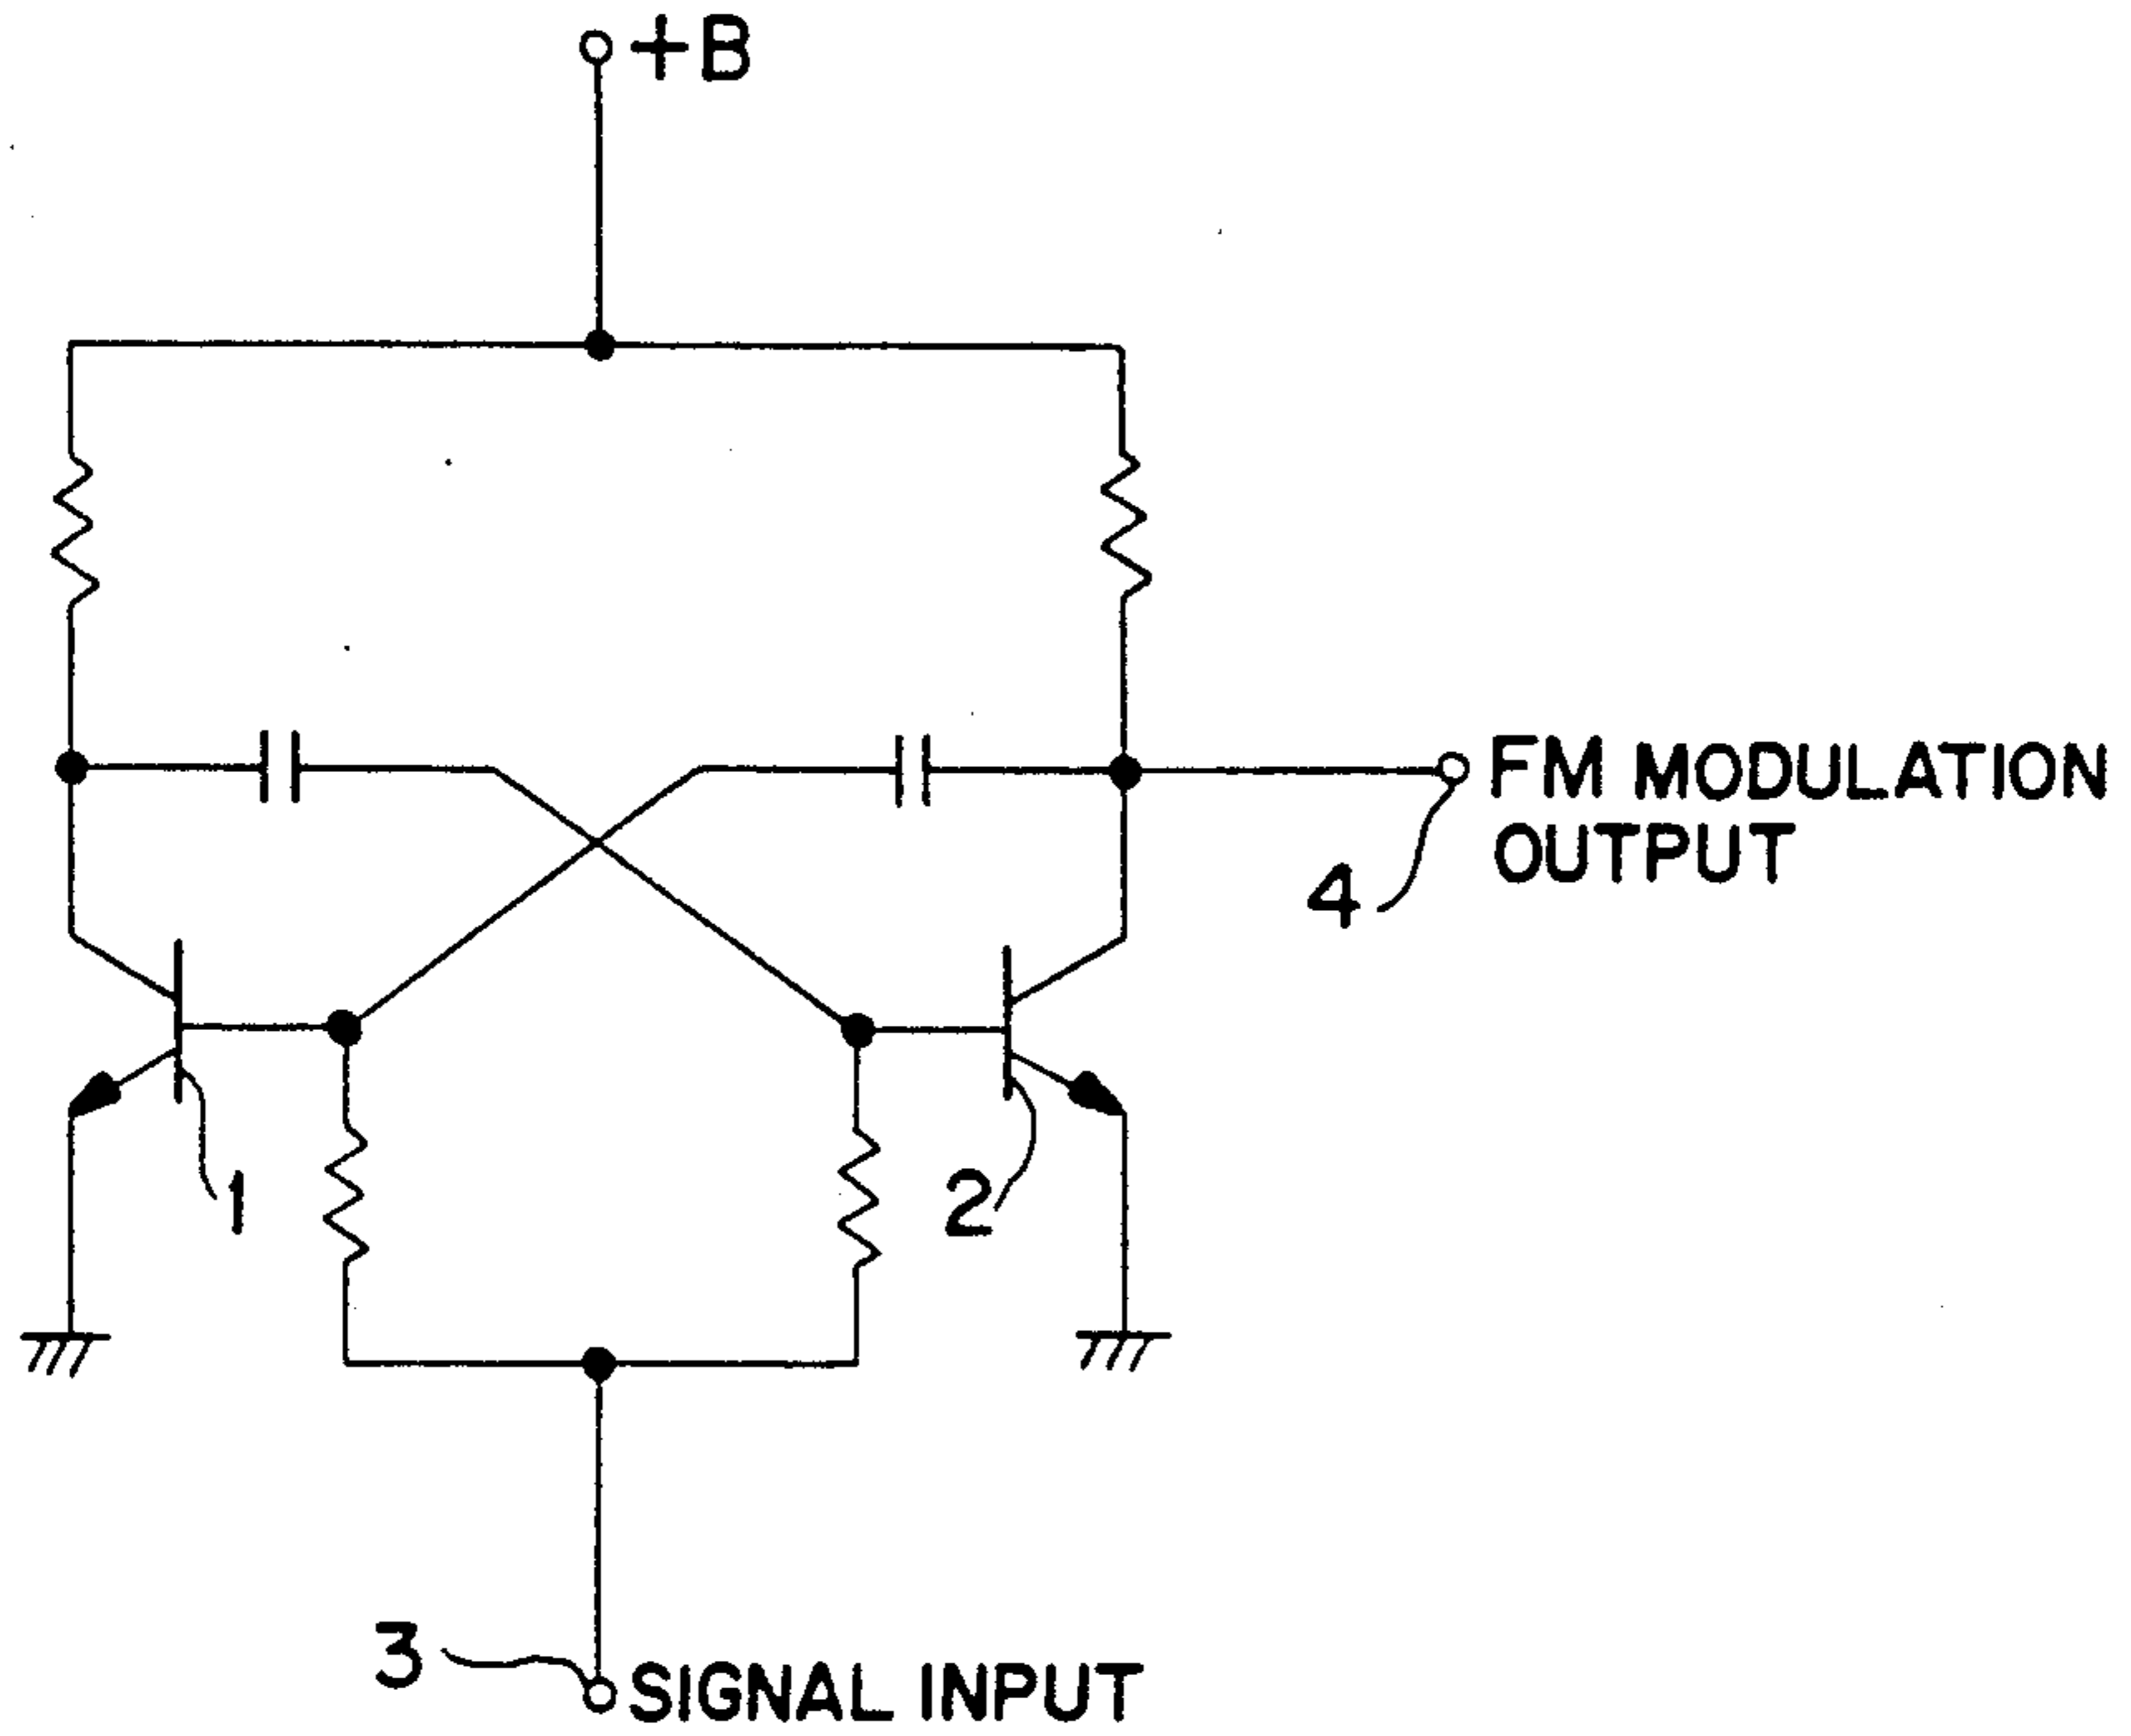 +B
FM MODULATION
OUTPUT
4
1
2
3
SIGNAL INPUT